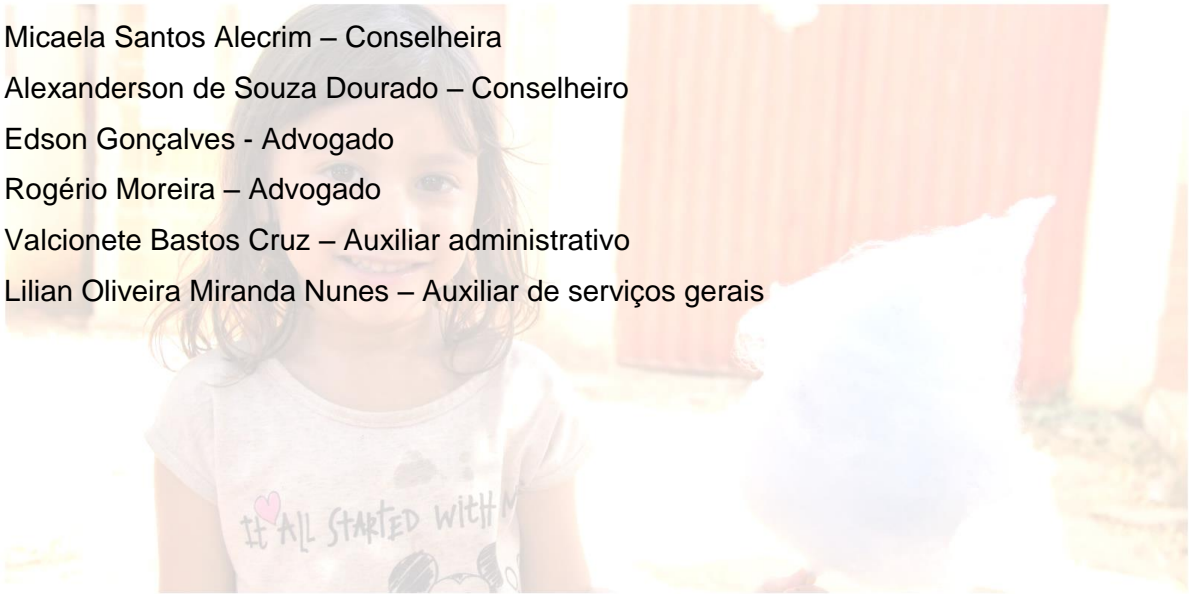 Micaela Santos Alecrim – Conselheira
Alexanderson de Souza Dourado – Conselheiro
Edson Gonçalves - Advogado
Rogério Moreira – Advogado
Valcionete Bastos Cruz – Auxiliar administrativo
Lilian Oliveira Miranda Nunes – Auxiliar de serviços gerais
IT ALL STARTED WITH